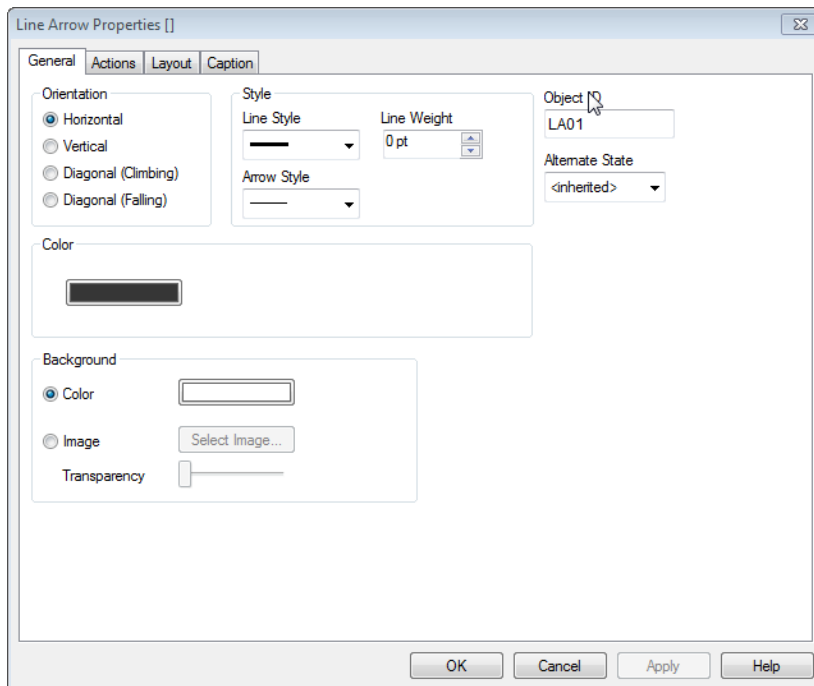 Line Arrow Properties []
General Actions Layout Caption
Orientation
Horizontal
Vertical
Diagonal (Climbing)
Diagonal (Falling)
Style
Line Style
Line Weight
0 pt
Arrow Style
Object ID
LA01
Alternate State
<inherited>
Color
Background
Color
Image
Select Image...
Transparency
OK Cancel Apply Help